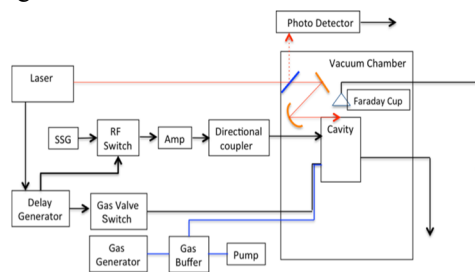 Photo Detector
Vacuum Chamber
Laser
Faraday Cup
SSG
RF
Switch
Amp
Directional
coupler
Cavity
Delay
Generator
Gas Valve
Switch
Gas
Generator
Gas
Buffer
Pump